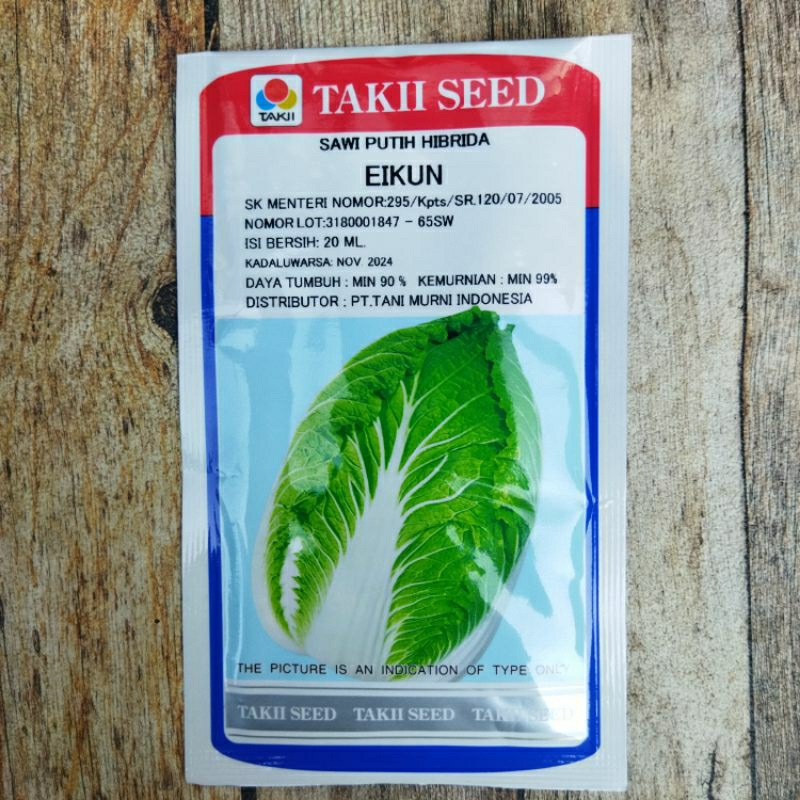 TAKII
TAKII SEED
SAWI PUTIH HIBRIDA
EIKUN
SK MENTERI NOMOR:295/Kpts/SR.120/07/2005
NOMOR LOT:3180001847 - 65SW
ISI BERSIH: 20 ML.
KADALUWARSA: NOV. 2024
DAYA TUMBUH : MIN 90 % KEMURNIAN : MIN 99%
DISTRIBUTOR : PT.TANI MURNI INDONESIA
THE PICTURE IS AN INDICATION OF TYPE ONLY
TAKII SEED TAKII SEED TAKII SEED